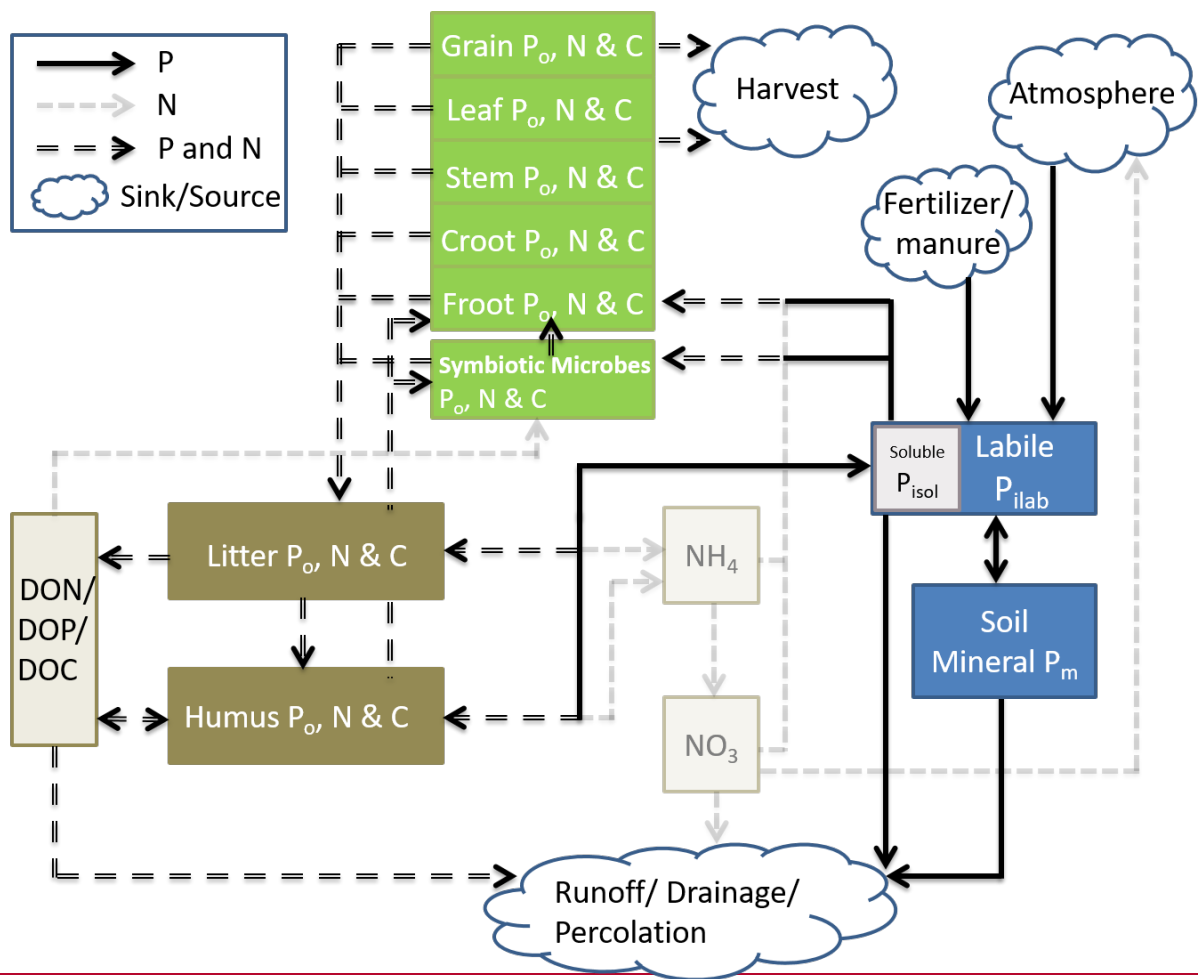 P
N
P and N
Sink/Source
Grain Pₒ, N & C
Leaf Pₒ, N & C
Stem Pₒ, N & C
Croot Pₒ, N & C
Froot Pₒ, N & C
Symbiotic Microbes
Pₒ, N & C
Harvest
Atmosphere
Fertilizer/
manure
Soluble
Pisol
Labile
Pilab
Soil
Mineral Pm
Litter Pₒ, N & C
Humus Pₒ, N & C
DON/
DOP/
DOC
NH₄
NO₃
Runoff/ Drainage/
Percolation